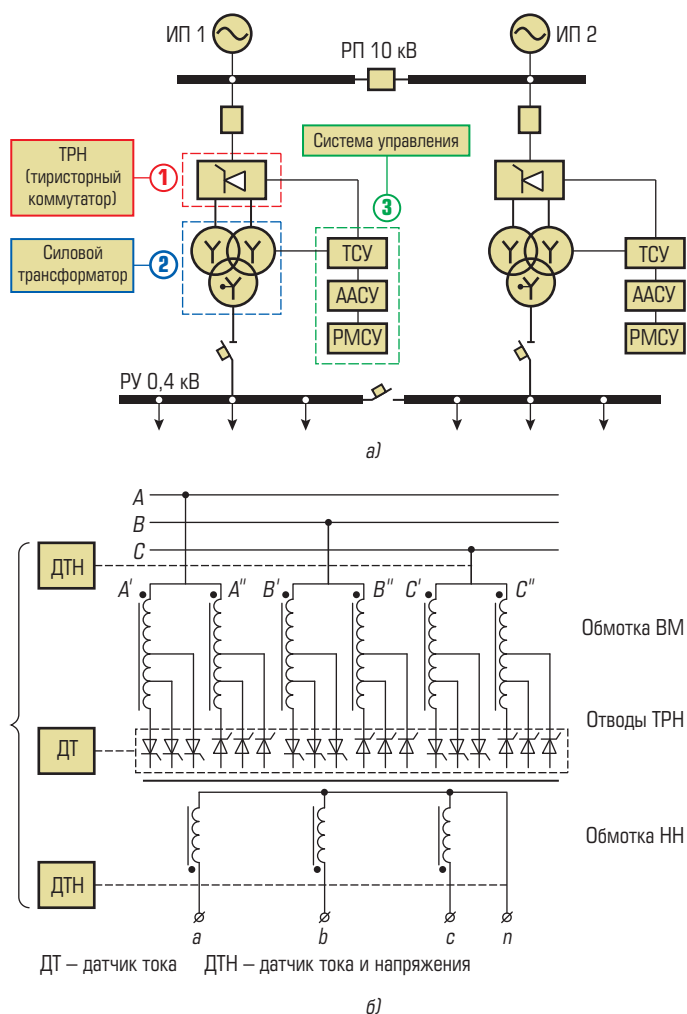 ИП 1
ИП 2
РП 10 кВ
ТРН
(тиристорный
коммутатор)
1
Система управления
3
Силовой
трансформатор
2
ТСУ
ААСУ
РМСУ
ТСУ
ААСУ
РМСУ
РУ 0,4 кВ
а)
A
B
C
ДТН
A' A'' B' B'' C' C''
Обмотка ВМ
Отводы ТРН
ДТ
Обмотка НН
ДТН
a b c n
ДТ – датчик тока ДТН – датчик тока и напряжения
б)